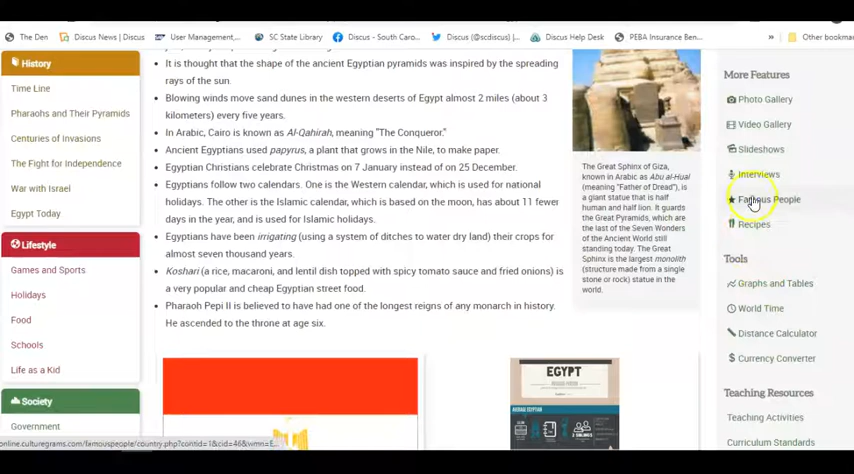 The Den
Discus News | Discus
User Management,...
SC State Library
Discus - South Caro...
Discus (@scdiscus)...
Discus Help Desk
PEBA Insurance Ben...
»
Other bookmar
History
Time Line
Pharaohs and Their Pyramids
Centuries of Invasions
The Fight for Independence
War with Israel
Egypt Today
Lifestyle
Games and Sports
Holidays
Food
Schools
Life as a Kid
Society
Government
online.culturegrams.com/famouspeople/country.php?contid=1&cid=46&wmn=E...
• It is thought that the shape of the ancient Egyptian pyramids was inspired by the spreading
rays of the sun.
• Blowing winds move sand dunes in the western deserts of Egypt almost 2 miles (about 3
kilometers) every five years.
• In Arabic, Cairo is known as Al-Qahirah, meaning "The Conqueror."
• Ancient Egyptians used papyrus, a plant that grows in the Nile, to make paper.
• Egyptian Christians celebrate Christmas on 7 January instead of on 25 December.
• Egyptians follow two calendars. One is the Western calendar, which is used for national
holidays. The other is the Islamic calendar, which is based on the moon, has about 11 fewer
days in the year, and is used for Islamic holidays.
• Egyptians have been irrigating (using a system of ditches to water dry land) their crops for
almost seven thousand years.
• Koshari (a rice, macaroni, and lentil dish topped with spicy tomato sauce and fried onions) is
a very popular and cheap Egyptian street food.
• Pharaoh Pepi II is believed to have had one of the longest reigns of any monarch in history.
He ascended to the throne at age six.
The Great Sphinx of Giza,
known in Arabic as Abu al-Hual
(meaning "Father of Dread"), is
a giant statue that is half
human and half lion. It guards
the Great Pyramids, which are
the last of the Seven Wonders
of the Ancient World still
standing today. The Great
Sphinx is the largest monolith
(structure made from a single
stone or rock) statue in the
world.
EGYPT
AVERAGE EGYPTIAN
More Features
Photo Gallery
Video Gallery
Slideshows
Interviews
Famous People
Recipes
Tools
Graphs and Tables
World Time
Distance Calculator
Currency Converter
Teaching Resources
Teaching Activities
Curriculum Standards